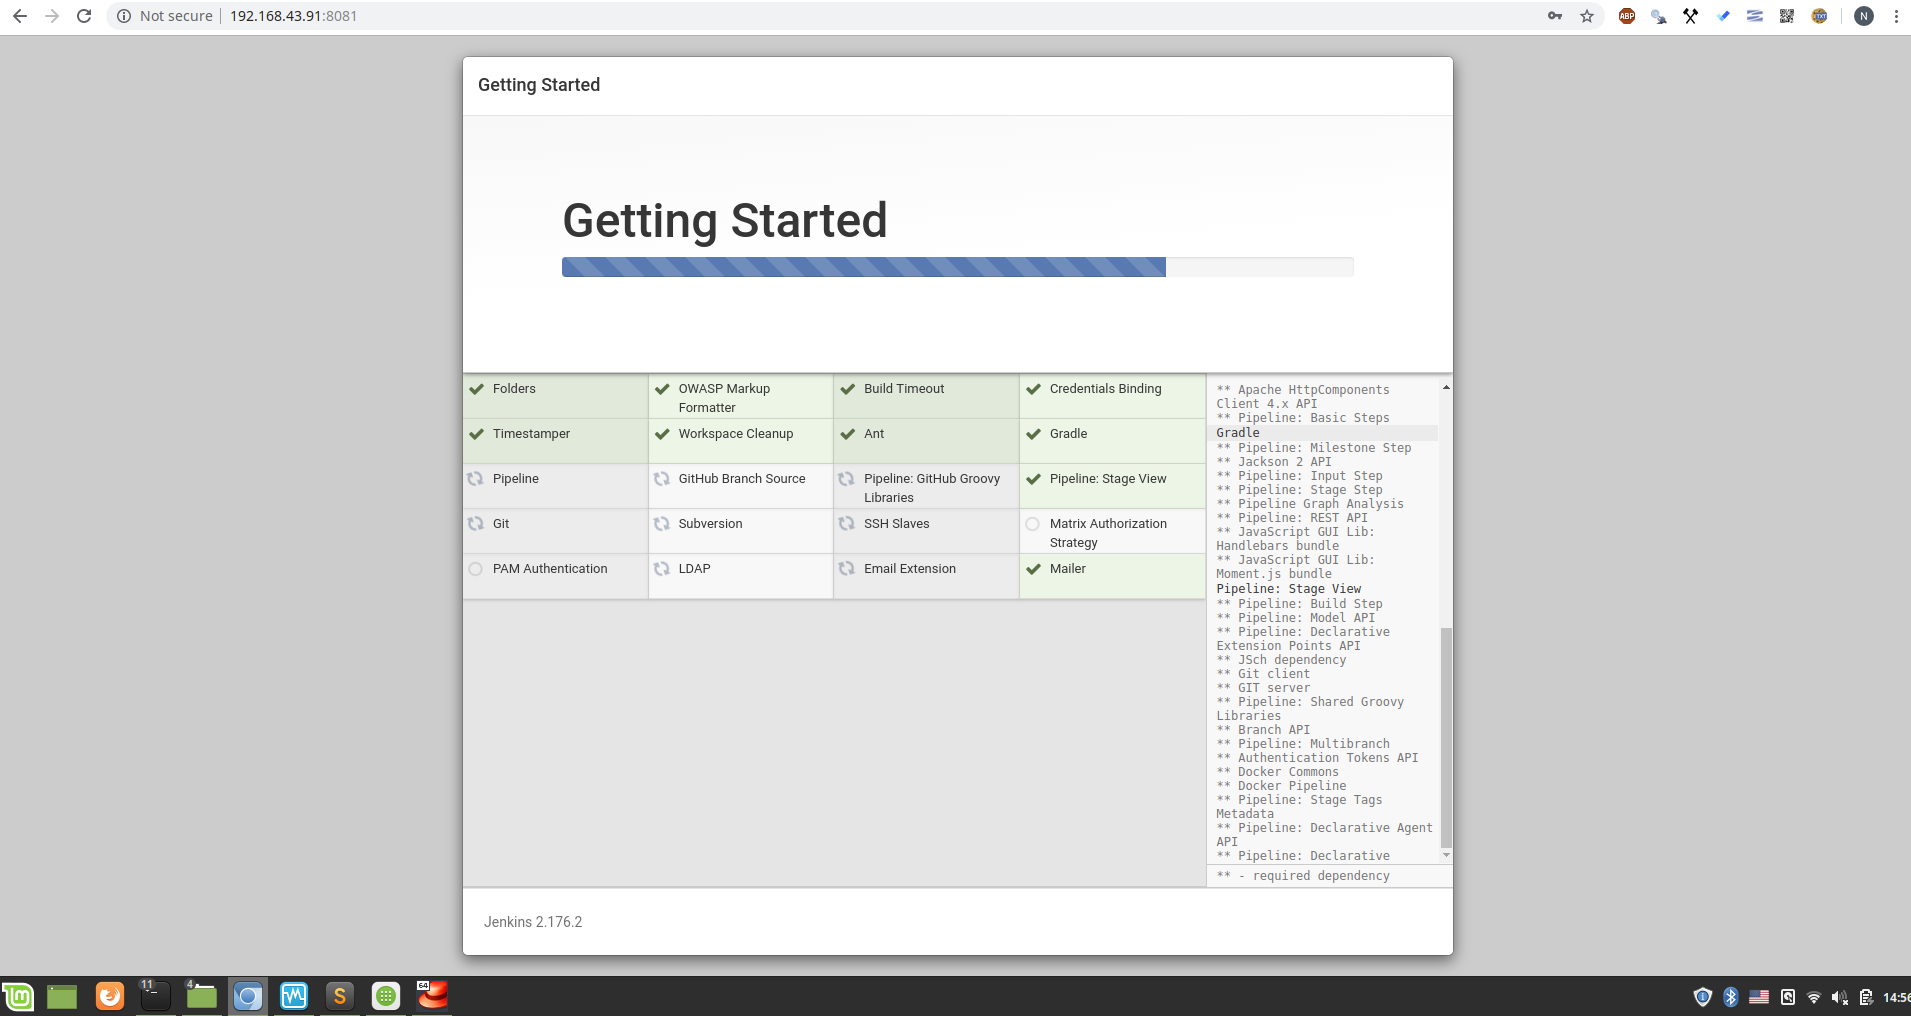 Not secure | 192.168.43.91:8081
ABP
N
Getting Started
Getting Started
Folders
OWASP Markup
Formatter
Build Timeout
Credentials Binding
Timestamper
Workspace Cleanup
Ant
Gradle
Pipeline
GitHub Branch Source
Pipeline: GitHub Groovy
Libraries
Pipeline: Stage View
Git
Subversion
SSH Slaves
Matrix Authorization
Strategy
PAM Authentication
LDAP
Email Extension
Mailer
** Apache HttpComponents
Client 4.x API
** Pipeline: Basic Steps
Gradle
** Pipeline: Milestone Step
** Jackson 2 API
** Pipeline: Input Step
** Pipeline: Stage Step
** Pipeline Graph Analysis
** Pipeline: REST API
** JavaScript GUI Lib:
Handlebars bundle
** JavaScript GUI Lib:
Moment.js bundle
Pipeline: Stage View
** Pipeline: Build Step
** Pipeline: Model API
** Pipeline: Declarative
Extension Points API
** JSch dependency
** Git client
** GIT server
** Pipeline: Shared Groovy
Libraries
** Branch API
** Pipeline: Multibranch
** Authentication Tokens API
** Docker Commons
** Docker Pipeline
** Pipeline: Stage Tags
Metadata
** Pipeline: Declarative Agent
API
** Pipeline: Declarative
** - required dependency
Jenkins 2.176.2
11
4
S
64
14:56